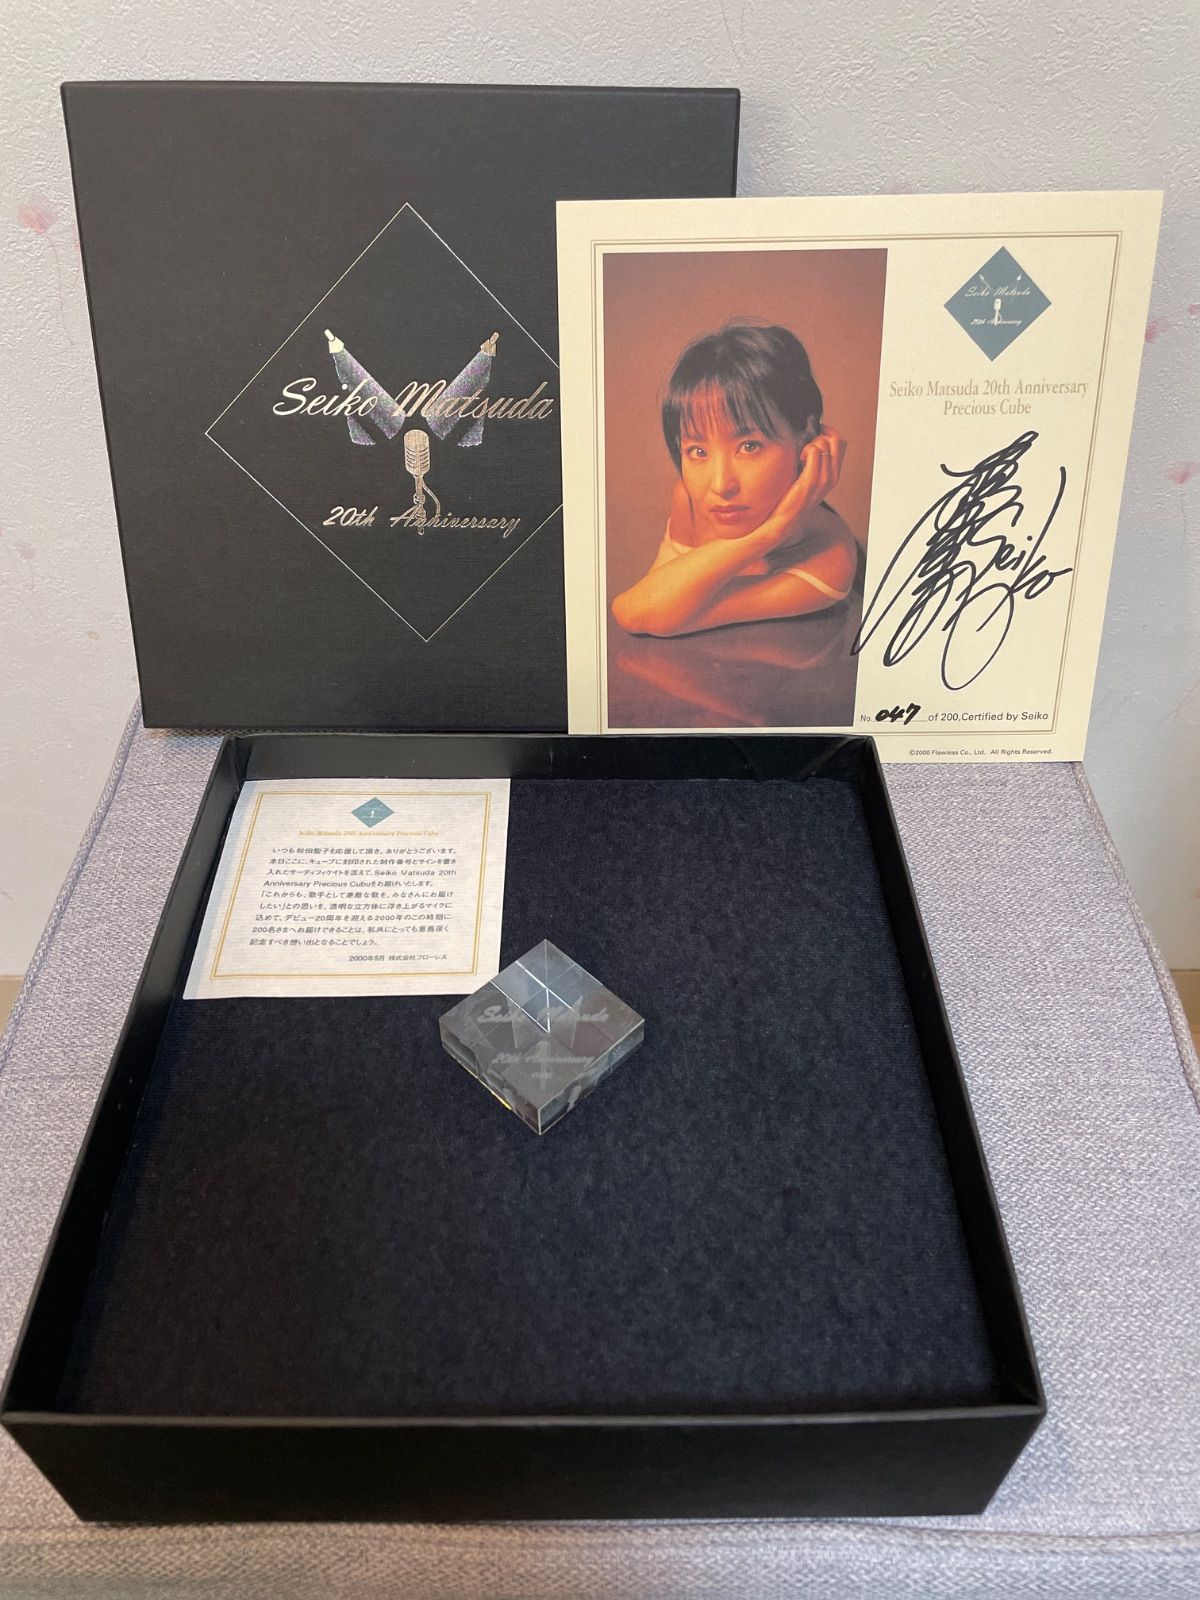 Seiko Matsuda
20th Anniversary
Seiko Matsuda
20th Anniversary
Seiko Matsuda 20th Anniversary
Precious Cube
Seiko
No. 047 of 200, Certified by Seiko
©2000 Flawless Co., Ltd. All Rights Reserved.
Seiko Matsuda 20th Anniversary Precious Cube
いつも松田聖子を応援して頂き、ありがとうございます。
本日ここに、キューブに刻印された制作番号とサインを書き
入れたサーティフィケイトを添えて、Seiko Matsuda 20th
Anniversary Precious Cubuをお届けいたします。
「これからも、歌手として素敵な歌を、みなさんにお届け
したい」との思いを、透明な立方体に浮き上がるマイクに
込めて、デビュー20周年を迎える2000年のこの時期に
200名さまへお届けできることは、私共にとっても意義深く
記念すべき想い出となることでしょう。
2000年5月 株式会社フローレス
Seiko Matsuda
20th Anniversary